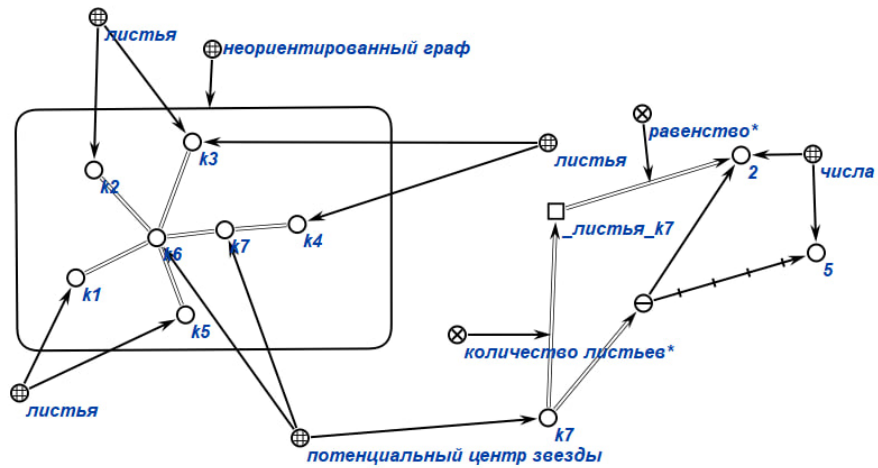 листья
неориентированный граф
равенство*
k3
листья
2
числа
k2
_листья_k7
k6
k7
k4
5
k1
k5
количество листьев*
листья
k7
потенциальный центр звезды